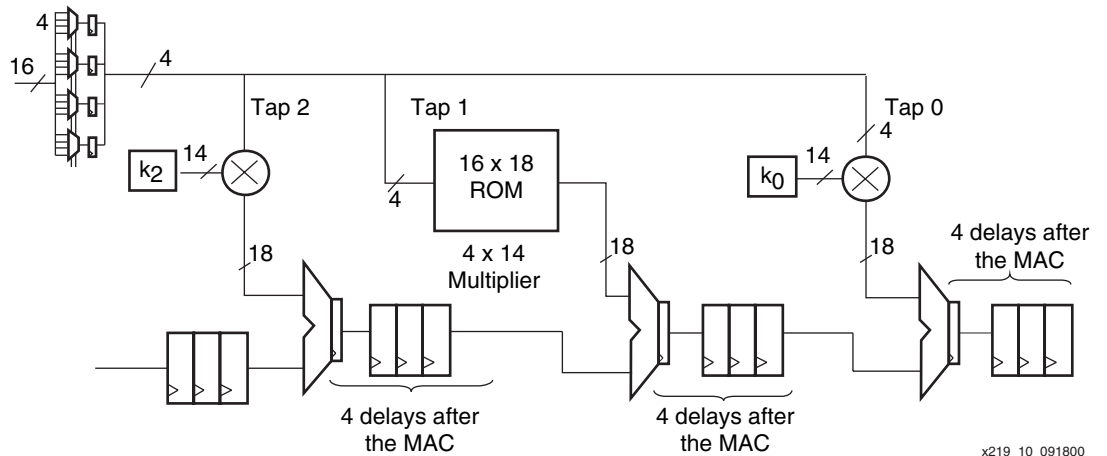 4
16
4
Tap 2
Tap 1
Tap 0
4
k2
14
16 x 18
ROM
4
k0
14
18
4 x 14
Multiplier
18
18
4 delays after
the MAC
4 delays after
the MAC
4 delays after
the MAC
x219_10_091800